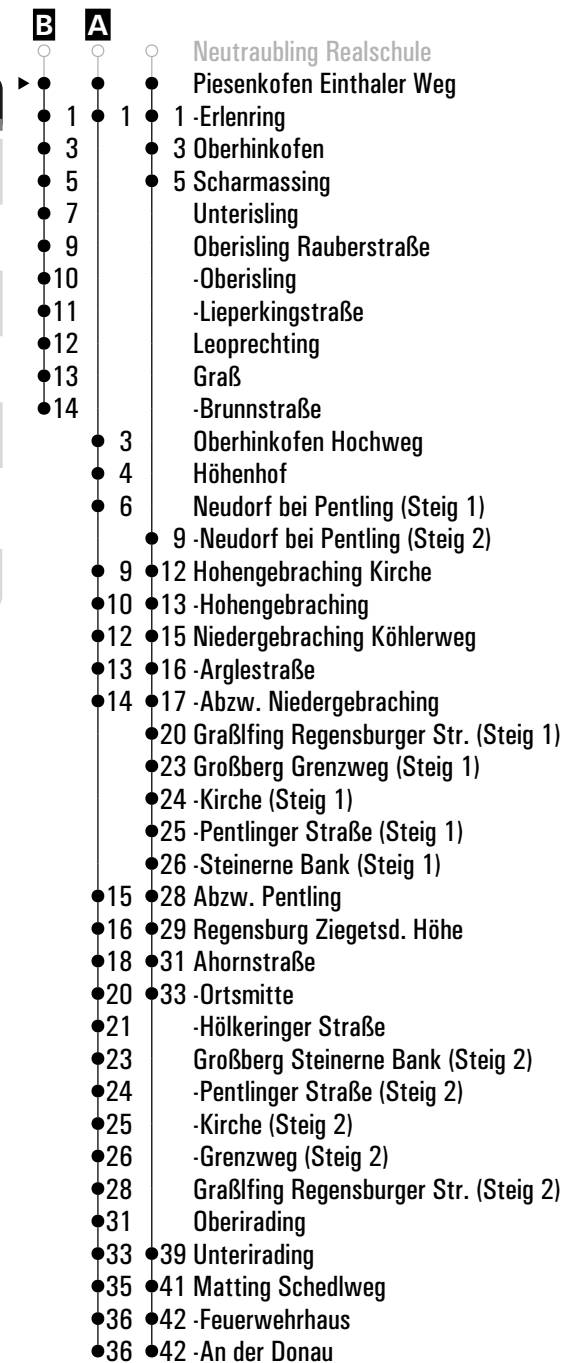 B A
Neutraubling Realschule
Piesenkofen Einthaler Weg
1 1 1 -Erlenring
3 3 Oberhinkofen
5 5 Scharmassing
7 Unterisling
9 Oberisling Rauberstraße
10 -Oberisling
11 -Lieperkingstraße
12 Leoprechting
13 Graß
14 -Brunnstraße
3 Oberhinkofen Hochweg
4 Höhenhof
6 Neudorf bei Pentling (Steig 1)
9 -Neudorf bei Pentling (Steig 2)
9 12 Hohengebraching Kirche
10 13 -Hohengebraching
12 15 Niedergebraching Köhlerweg
13 16 -Arglestraße
14 17 -Abzw. Niedergebraching
20 Graßlfing Regensburger Str. (Steig 1)
23 Großberg Grenzweg (Steig 1)
24 -Kirche (Steig 1)
25 -Pentlinger Straße (Steig 1)
26 -Steinerne Bank (Steig 1)
15 28 Abzw. Pentling
16 29 Regensburg Ziegetsd. Höhe
18 31 Ahornstraße
20 33 -Ortsmitte
21 -Hölkeringer Straße
23 Großberg Steinerne Bank (Steig 2)
24 -Pentlinger Straße (Steig 2)
25 -Kirche (Steig 2)
26 -Grenzweg (Steig 2)
28 Graßlfing Regensburger Str. (Steig 2)
31 Oberirading
33 39 Unterirading
35 41 Matting Schedlweg
36 42 -Feuerwehrhaus
36 42 -An der Donau